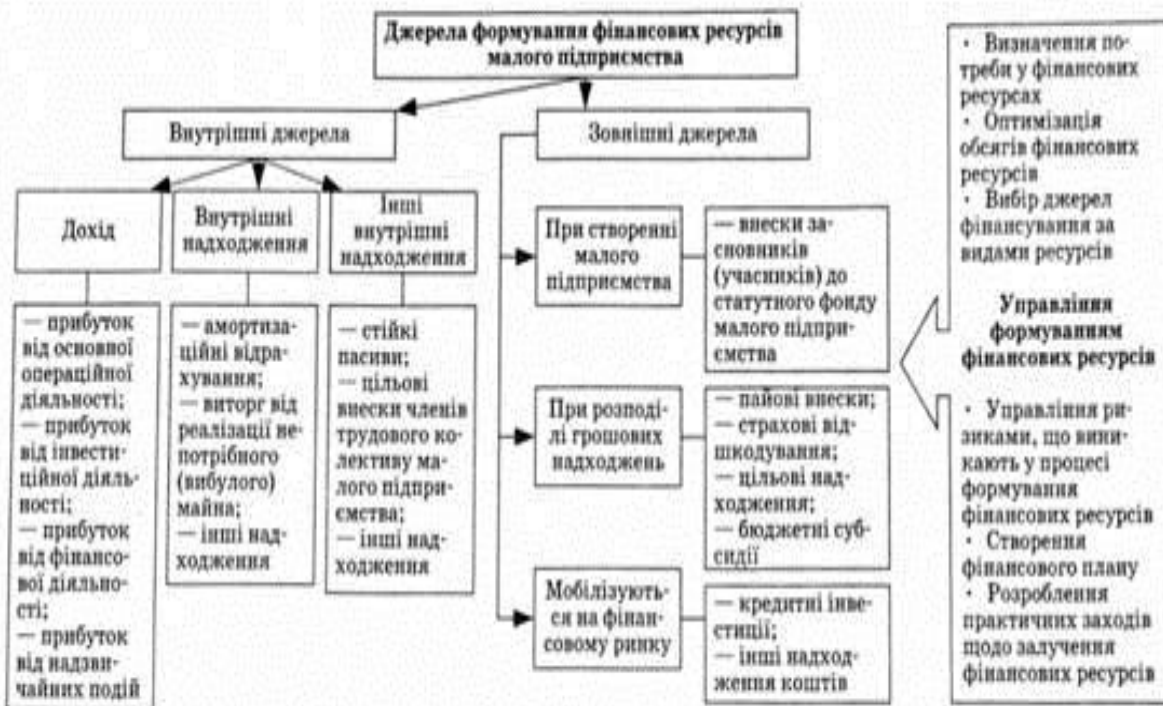 Джерела формування фінансових ресурсів
малого підприємства
Внутрішні джерела
Зовнішні джерела
Дохід
Внутрішні
надходження
Інші
внутрішні
надходження
— прибуток
від основної
операційної
діяльності;
— прибуток
від інвести-
ційної діяль-
ності;
— прибуток
від фінансо-
вої діяльно-
сті;
— прибуток
від надзви-
чайних подій
— амортиза-
ційні відра-
хування;
— виторг від
реалізації не-
потрібного
(вибулого)
майна;
— інші над-
ходження
— стійкі
пасиви;
— цільові
внески членів
трудового ко-
лективу ма-
лого підпри-
ємства;
— інші над-
ходження
При створенні
малого
підприємства
— внески за-
сновників
(учасників) до
статутного фонду
малого підпри-
ємства
При розподі-
лі грошових
надходжень
— пайові внески;
— страхові від-
шкодування;
— цільові над-
ходження;
— бюджетні суб-
сидії
Мобілізують-
ся на фінан-
совому ринку
— кредитні інве-
стиції;
— інші надход-
ження коштів
· Визначення по-
треби у фінансових
ресурсах
· Оптимізація
обсягів фінансових
ресурсів
· Вибір джерел
фінансування за
видами ресурсів
Управління
формуванням
фінансових ресурсів
· Управління ри-
зиками, що вини-
кають у процесі
формування
фінансових ресурсів
· Створення
фінансового плану
· Розроблення
практичних заходів
щодо залучення
фінансових ресурсів